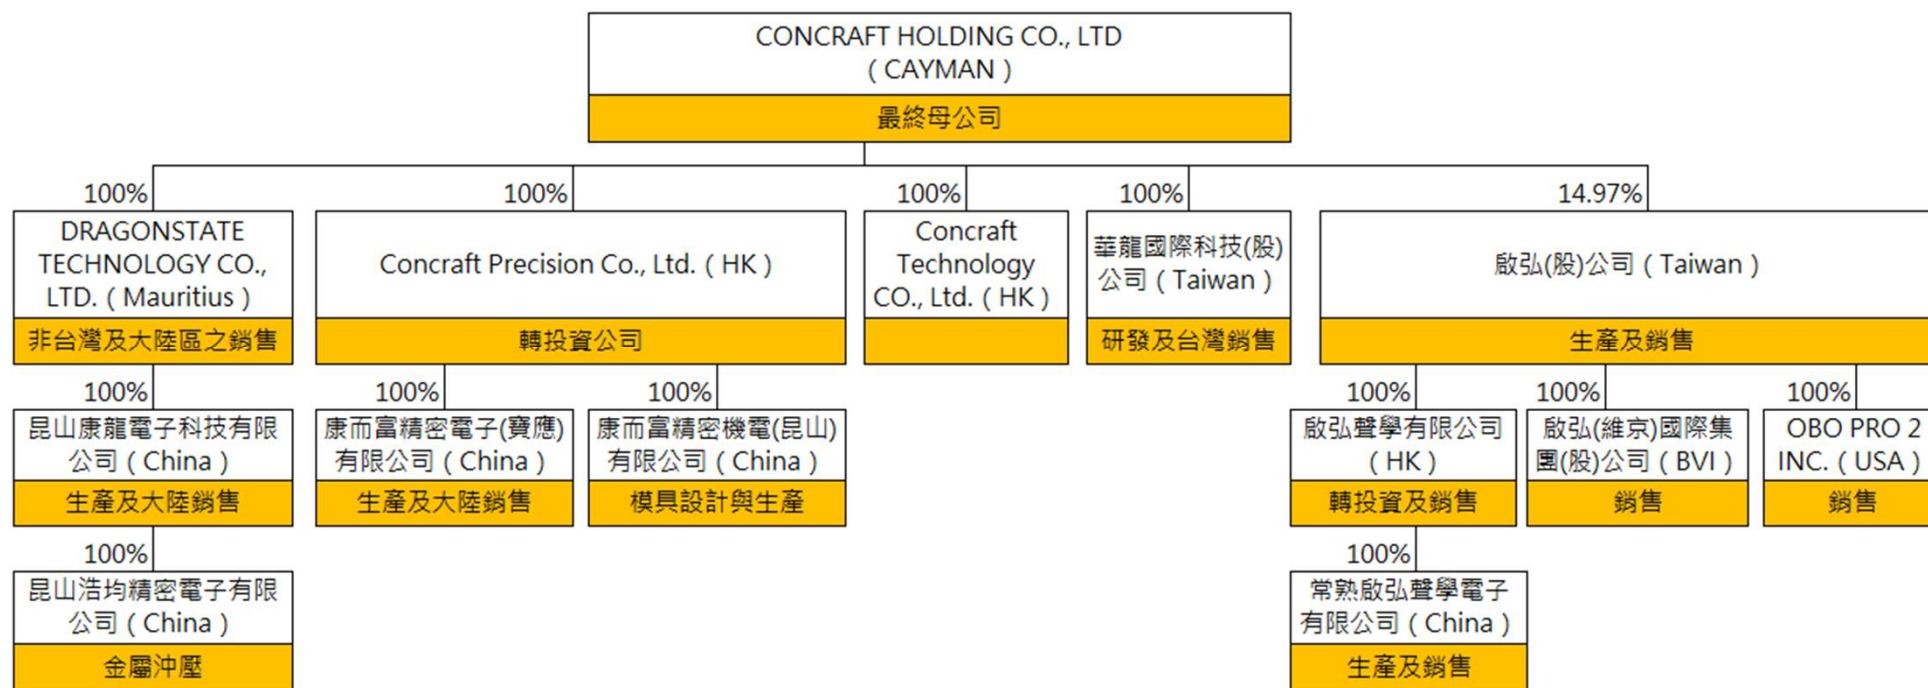 CONCRAFT HOLDING CO., LTD
( CAYMAN )
最終母公司
100%
100%
100%
100%
14.97%
DRAGONSTATE
TECHNOLOGY CO.,
LTD. ( Mauritius )
非台灣及大陸區之銷售
Concraft Precision Co., Ltd. ( HK )
轉投資公司
Concraft
Technology
CO., Ltd. ( HK )
華龍國際科技(股)
公司 ( Taiwan )
研發及台灣銷售
啟弘(股)公司 ( Taiwan )
生產及銷售
100%
100%
100%
100%
100%
100%
昆山康龍電子科技有限
公司 ( China )
生產及大陸銷售
康而富精密電子(寶應)
有限公司 ( China )
生產及大陸銷售
康而富精密機電(昆山)
有限公司 ( China )
模具設計與生產
啟弘聲學有限公司
( HK )
轉投資及銷售
啟弘(維京)國際集
團(股)公司 ( BVI )
銷售
OBO PRO 2
INC. ( USA )
銷售
100%
100%
昆山浩均精密電子有限
公司 ( China )
金屬沖壓
常熟啟弘聲學電子
有限公司 ( China )
生產及銷售